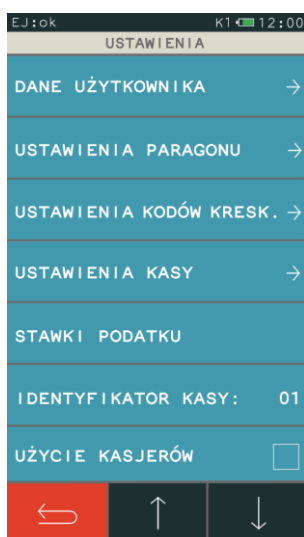 EJ:ok K1 12:00
USTAWIENIA
DANE UŻYTKOWNIKA
USTAWIENIA PARAGONU
USTAWIENIA KODÓW KRESK.
USTAWIENIA KASY
STAWKI PODATKU
IDENTYFIKATOR KASY: 01
UŻYCIE KASJERÓW